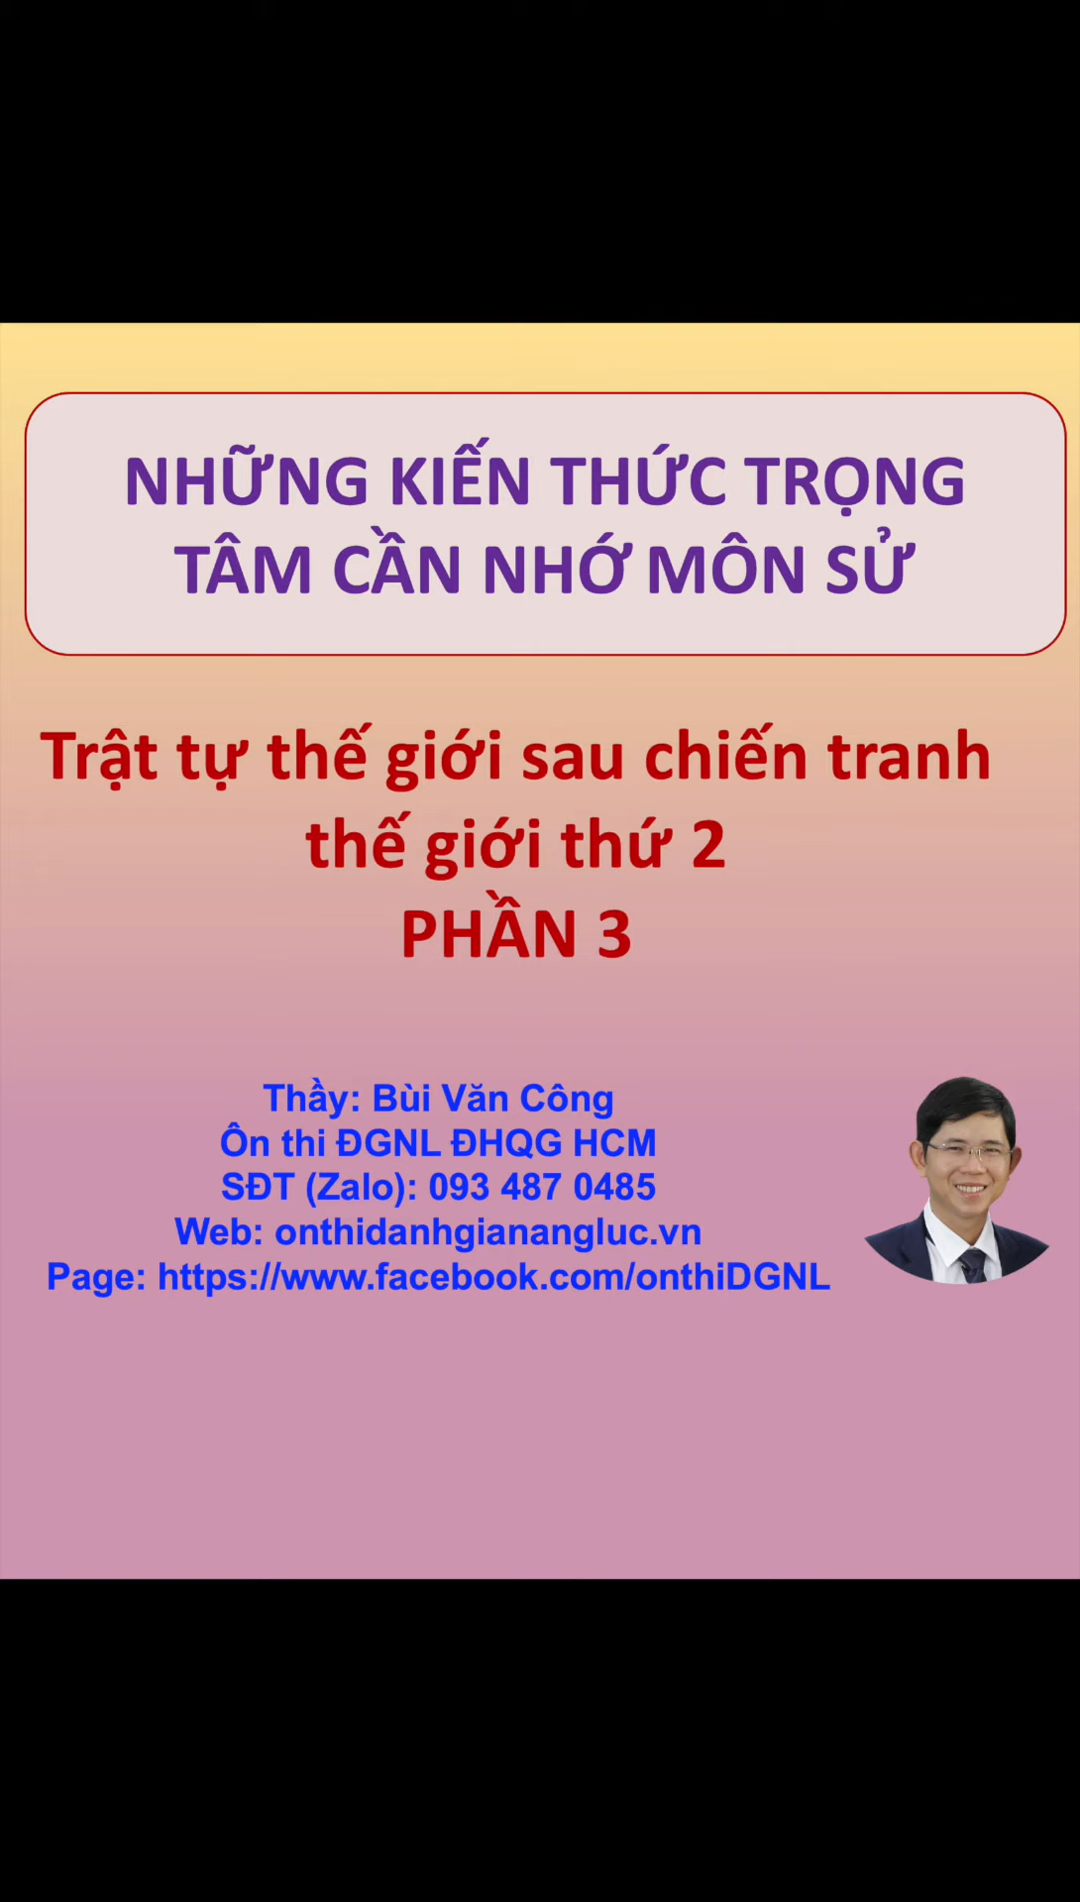 NHỮNG KIẾN THỨC TRỌNG
TÂM CẦN NHỚ MÔN SỬ
Trật tự thế giới sau chiến tranh
thế giới thứ 2
PHẦN 3
Thầy: Bùi Văn Công
Ôn thi ĐGNL ĐHQG HCM
SĐT (Zalo): 093 487 0485
Web: onthidanhgianangluc.vn
Page: https://www.facebook.com/onthiDGNL